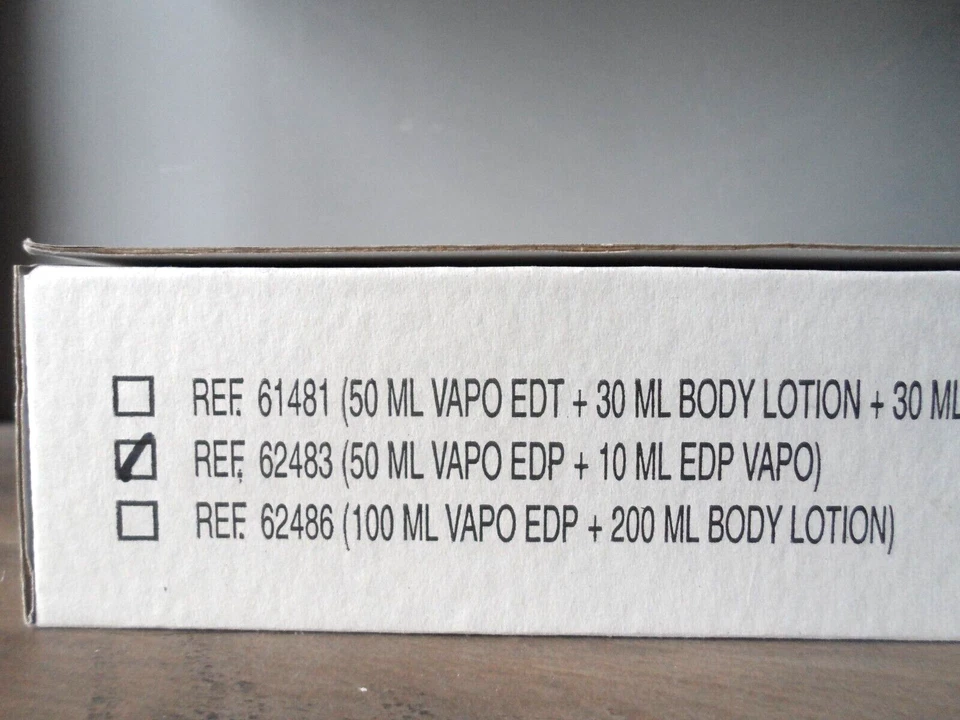 REF. 61481 (50 ML VAPO EDT + 30 ML BODY LOTION + 30 ML
REF. 62483 (50 ML VAPO EDP + 10 ML EDP VAPO)
REF. 62486 (100 ML VAPO EDP + 200 ML BODY LOTION)